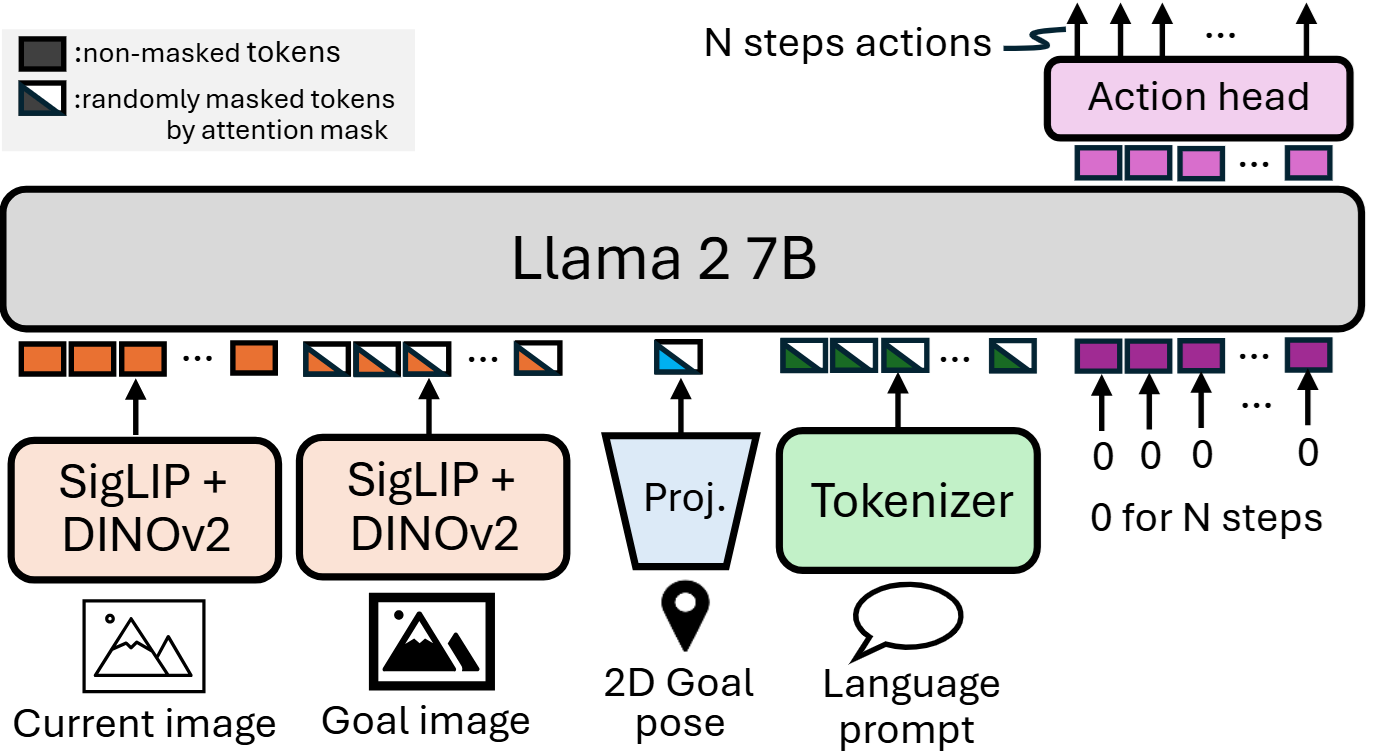 :non-masked tokens
:randomly masked tokens
by attention mask
N steps actions
...
Action head
...
Llama 2 7B
...
...
...
...
...
SigLIP +
DINOv2
SigLIP +
DINOv2
Proj.
Tokenizer
0 0 0 0
0 for N steps
Current image
Goal image
2D Goal
pose
Language
prompt